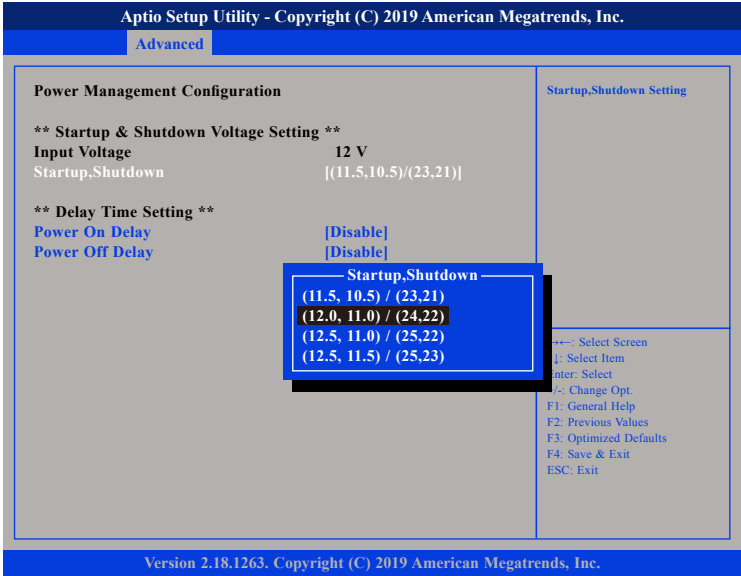 Aptio Setup Utility - Copyright (C) 2019 American Megatrends, Inc.
Advanced
Power Management Configuration
** Startup & Shutdown Voltage Setting **
Input Voltage 12 V
Startup,Shutdown [(11.5,10.5)/(23,21)]
** Delay Time Setting **
Power On Delay [Disable]
Power Off Delay [Disable]
Startup,Shutdown
(11.5, 10.5) / (23,21)
(12.0, 11.0) / (24,22)
(12.5, 11.0) / (25,22)
(12.5, 11.5) / (25,23)
Startup,Shutdown Setting
→←: Select Screen
↓: Select Item
Enter: Select
/-: Change Opt.
F1: General Help
F2: Previous Values
F3: Optimized Defaults
F4: Save & Exit
ESC: Exit
Version 2.18.1263. Copyright (C) 2019 American Megatrends, Inc.